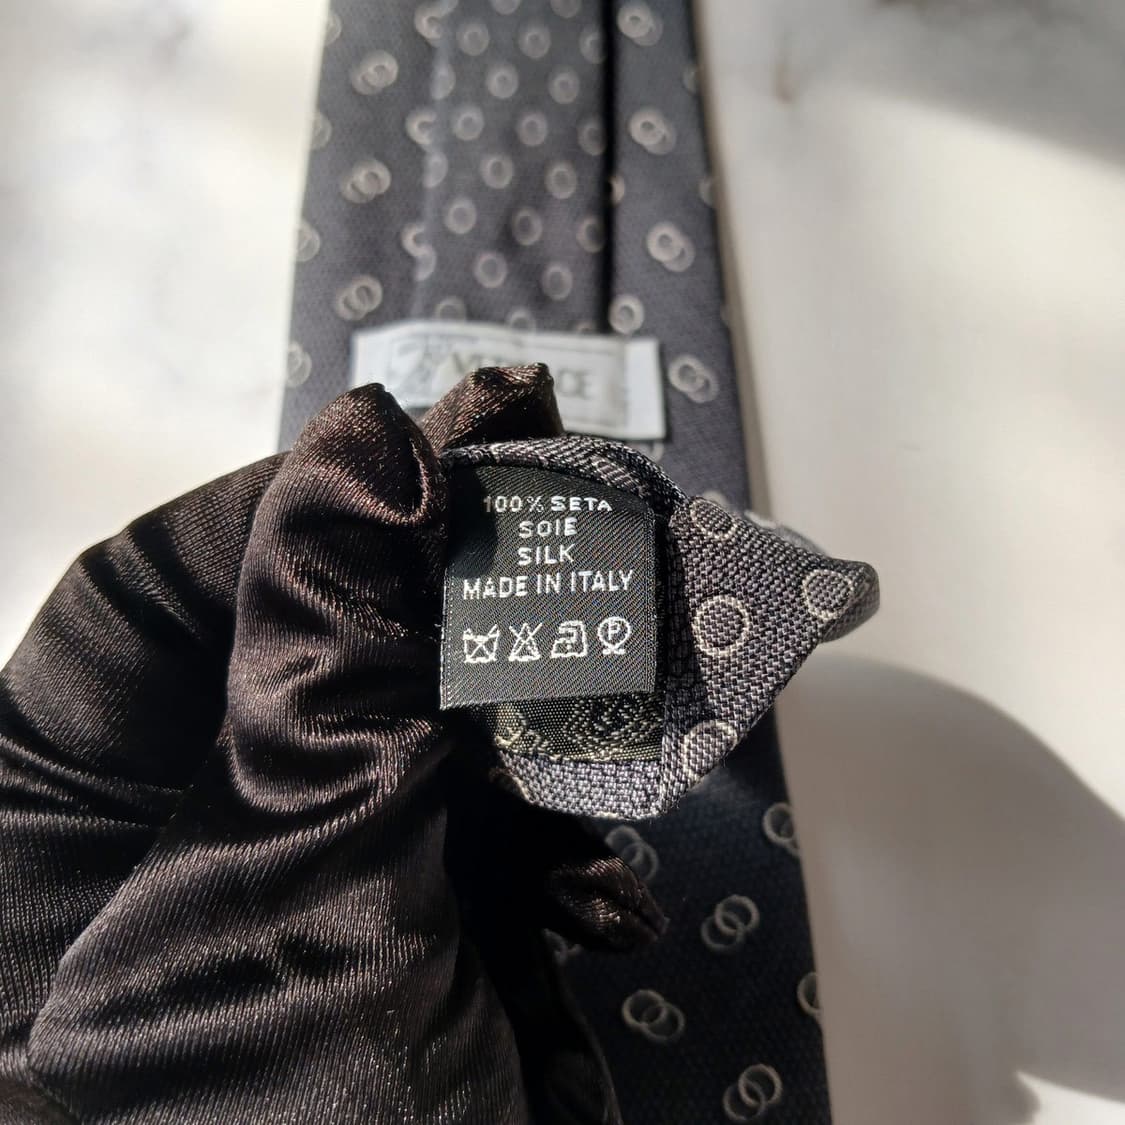 100% SETA
SOIE
SILK
MADE IN ITALY